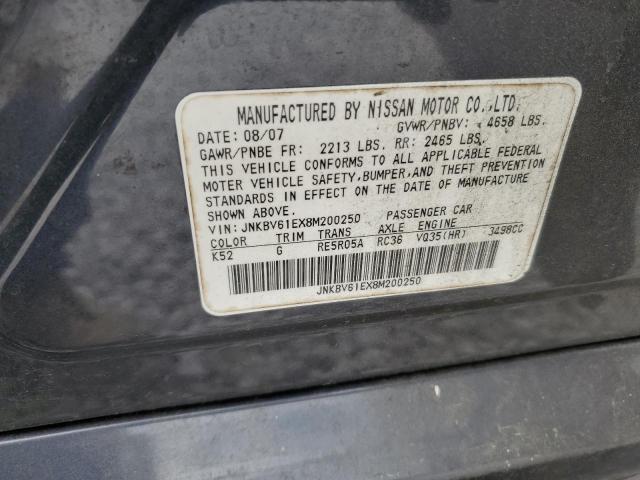 MANUFACTURED BY NISSAN MOTOR CO.,LTD.
DATE: 08/07 GVWR/PNBV: 4658 LBS.
GAWR/PNBE FR: 2213 LBS. RR: 2465 LBS.
THIS VEHICLE CONFORMS TO ALL APPLICABLE FEDERAL
MOTOR VEHICLE SAFETY,BUMPER,AND THEFT PREVENTION
STANDARDS IN EFFECT ON THE DATE OF MANUFACTURE
SHOWN ABOVE.
VIN:JNKBV61EX8M200250 PASSENGER CAR
COLOR TRIM TRANS AXLE ENGINE
K52 G RE5R05A RC36 VQ35(HR) 3498CC
JNKBV61EX8M200250